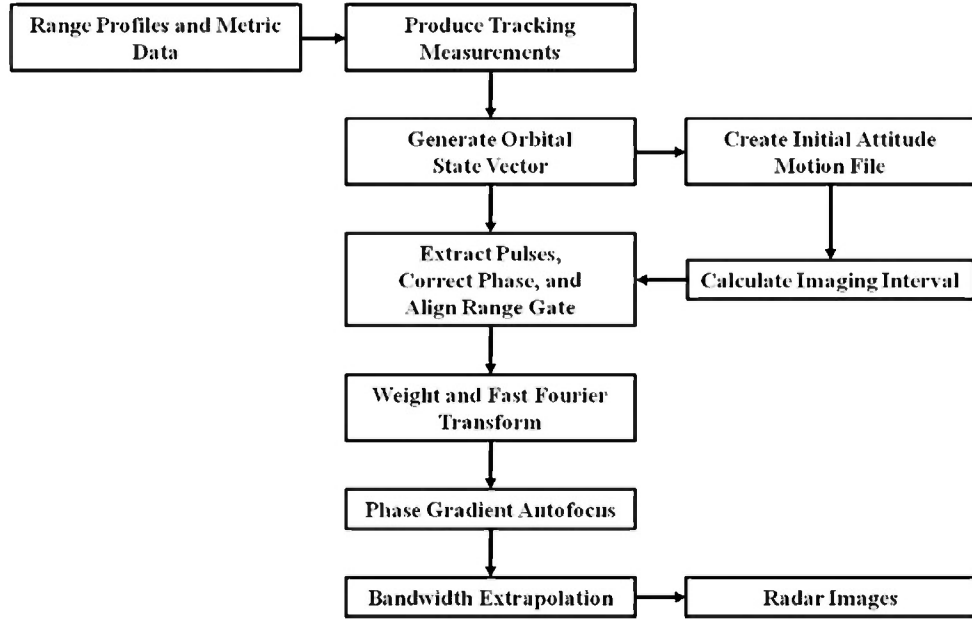 Range Profiles and Metric
Data
Produce Tracking
Measurements
Generate Orbital
State Vector
Create Initial Attitude
Motion File
Extract Pulses,
Correct Phase, and
Align Range Gate
Calculate Imaging Interval
Weight and Fast Fourier
Transform
Phase Gradient Autofocus
Bandwidth Extrapolation
Radar Images